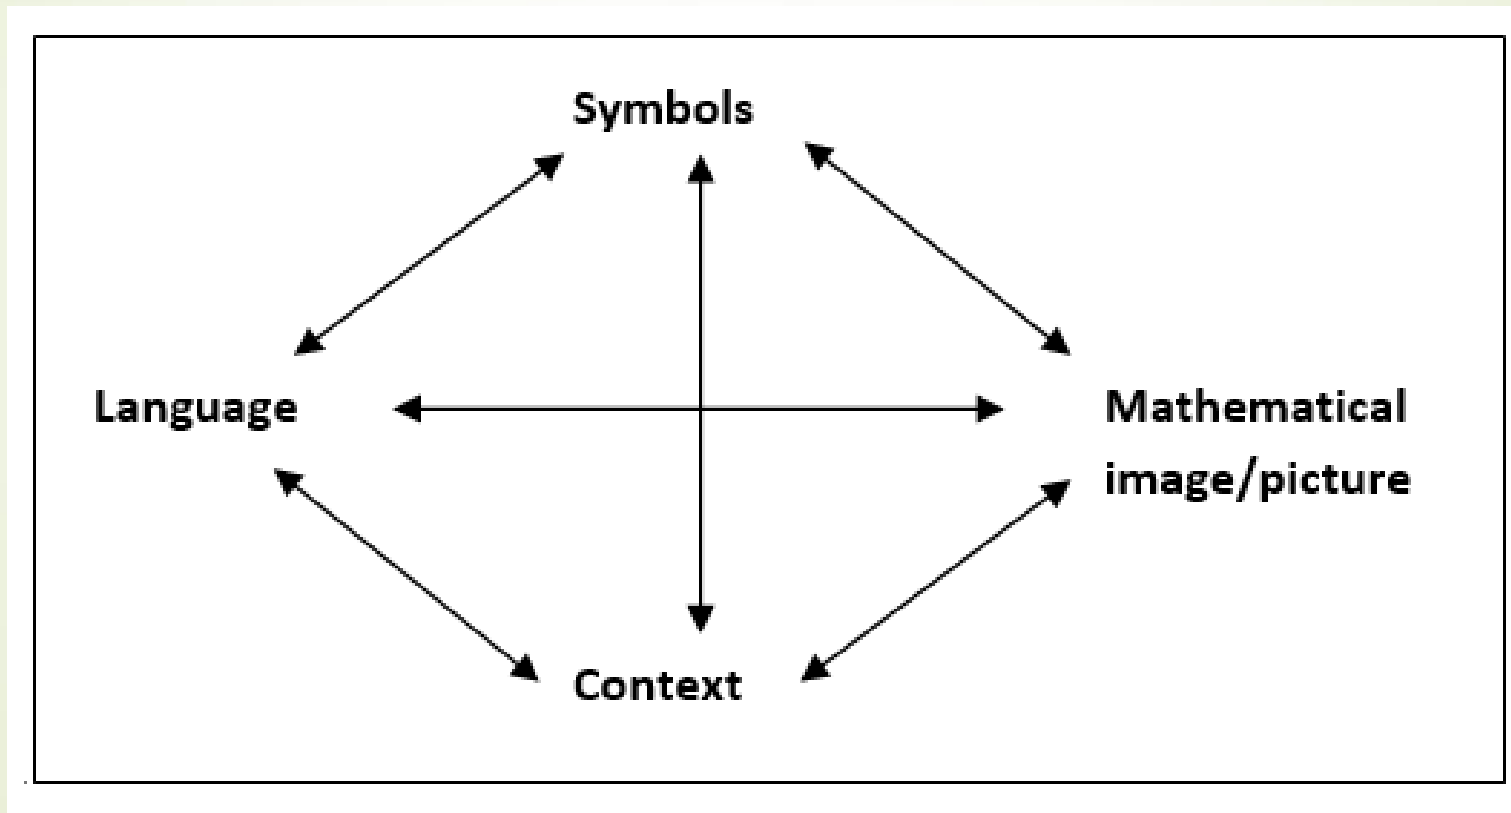 Symbols
Language
Mathematical
image/picture
Context